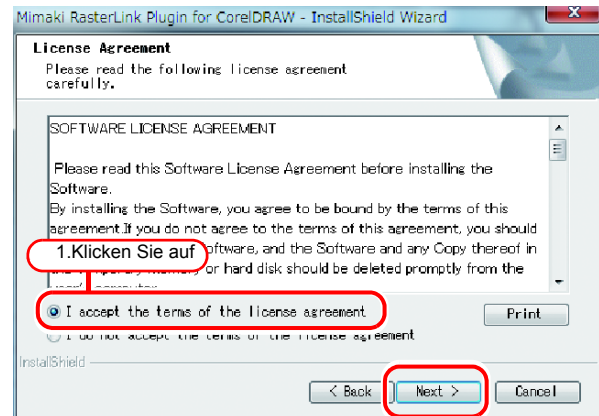 Mimaki RasterLink Plugin for CorelDRAW - InstallShield Wizard
License Agreement
Please read the following license agreement
carefully.
SOFTWARE LICENSE AGREEMENT
Please read this Software License Agreement before installing the
Software.
By installing the Software, you agree to be bound by the terms of this
agreement.If you do not agree to the terms of this agreement, you should
1.Klicken Sie auf
oftware, and the Software and any Copy thereof in
or hard disk should be deleted promptly from the
I accept the terms of the license agreement
Print
I do not accept the terms of the license agreement
InstallShield
< Back
Next >
Cancel